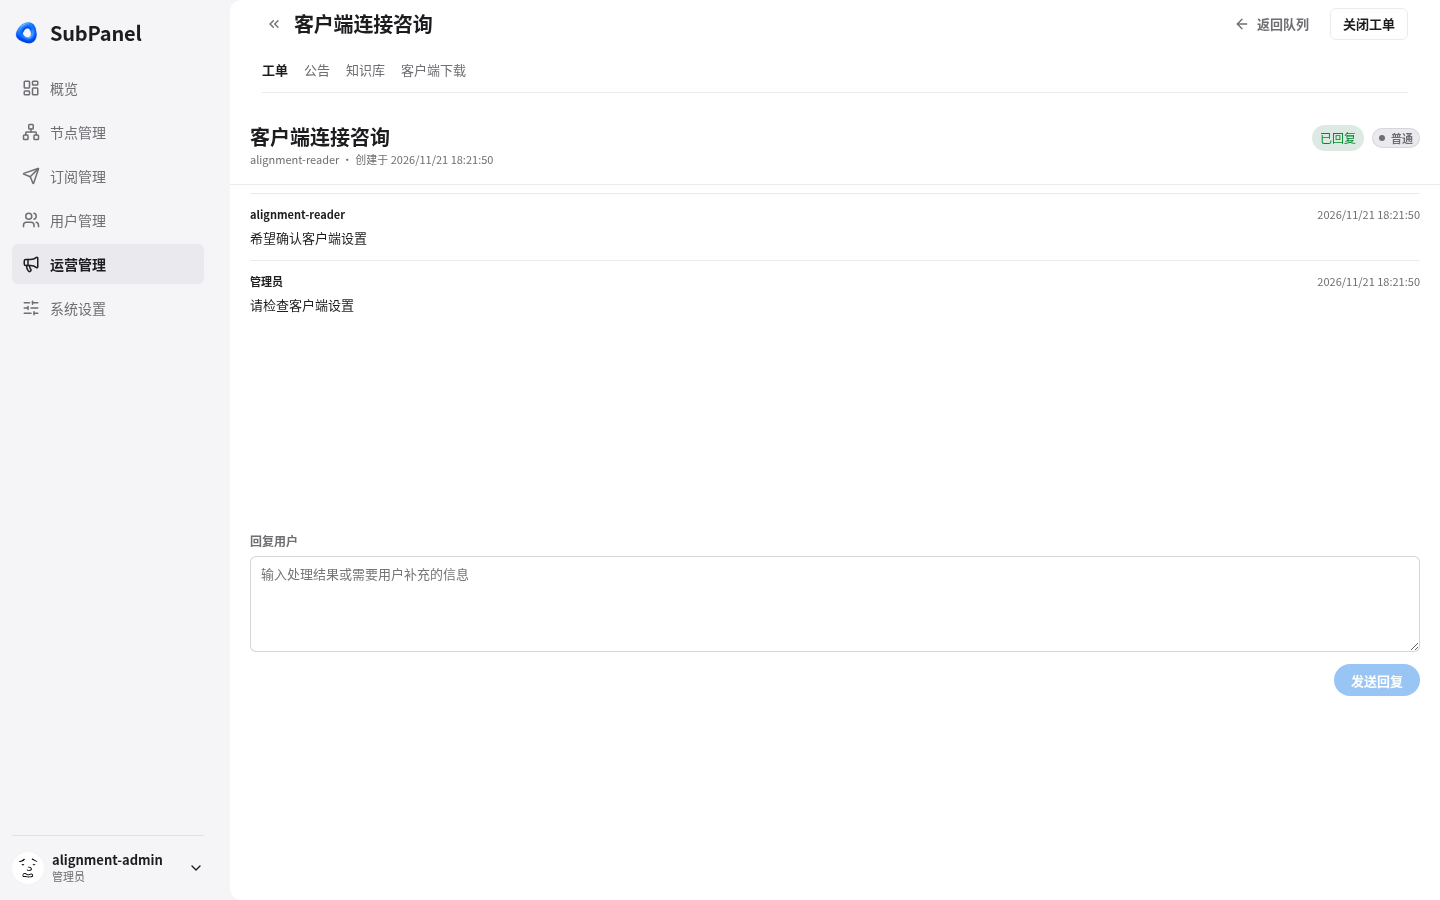 SubPanel
概览
节点管理
订阅管理
用户管理
运营管理
系统设置
alignment-admin
管理员
客户端连接咨询
返回队列
关闭工单
工单 公告 知识库 客户端下载
客户端连接咨询
已回复 普通
alignment-reader · 创建于 2026/11/21 18:21:50
alignment-reader 2026/11/21 18:21:50
希望确认客户端设置
管理员 2026/11/21 18:21:50
请检查客户端设置
回复用户
输入处理结果或需要用户补充的信息
发送回复